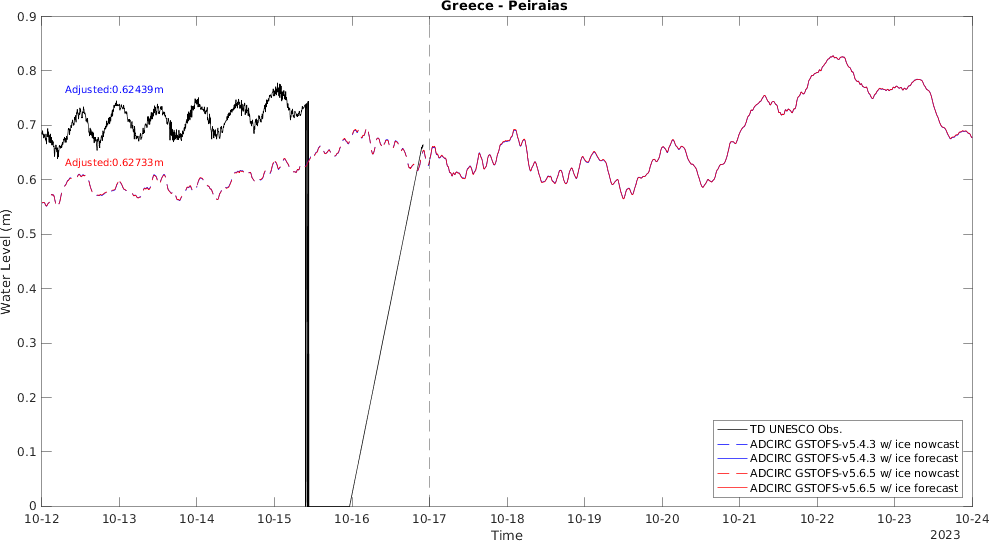 Greece - Peiraias
0.9
0.8
0.7
0.6
0.5
0.4
0.3
0.2
0.1
0
Water Level (m)
Adjusted:0.62439m
Adjusted:0.62733m
TD UNESCO Obs.
ADCIRC GSTOFS-v5.4.3 w/ ice nowcast
ADCIRC GSTOFS-v5.4.3 w/ ice forecast
ADCIRC GSTOFS-v5.6.5 w/ ice nowcast
ADCIRC GSTOFS-v5.6.5 w/ ice forecast
10-12 10-13 10-14 10-15 10-16 10-17 10-18 10-19 10-20 10-21 10-22 10-23 10-24
Time
2023